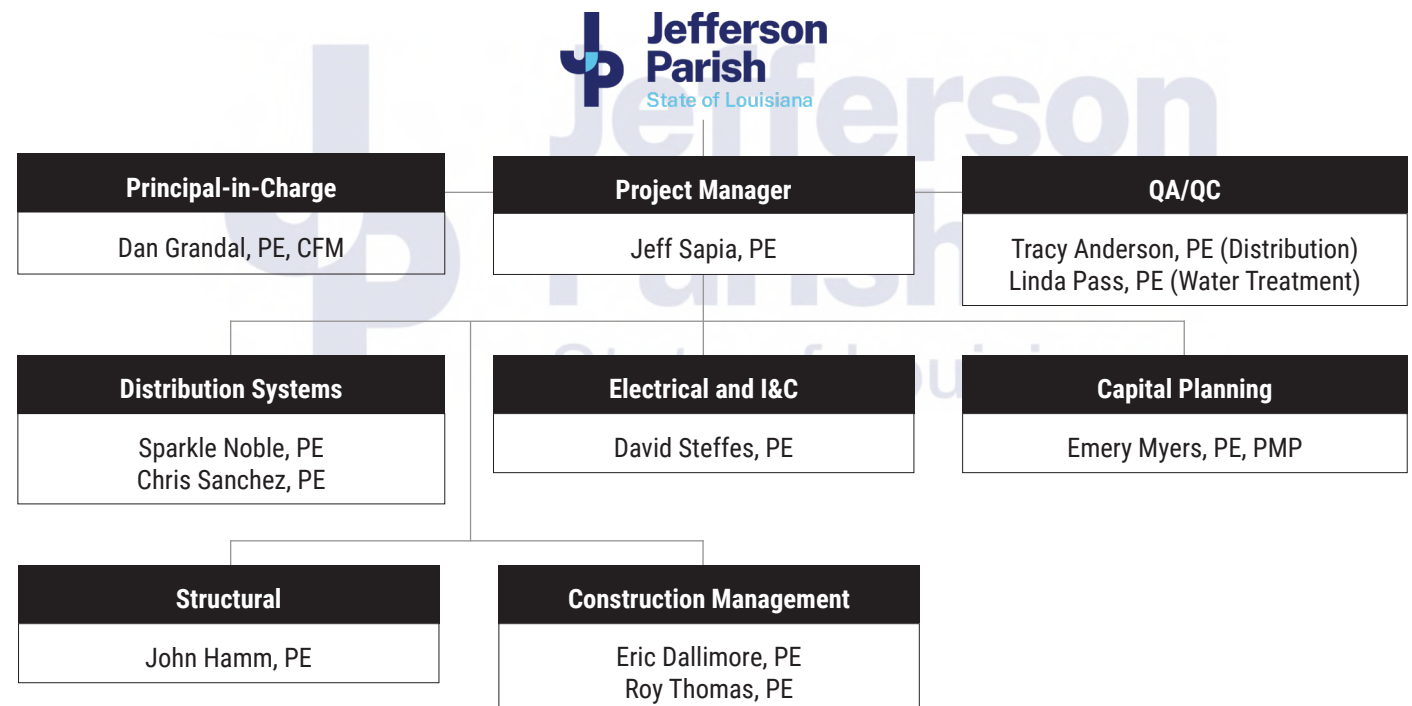 Jefferson
Parish
State of Louisiana
Principal-in-Charge
Dan Grandal, PE, CFM
Project Manager
Jeff Sapia, PE
QA/QC
Tracy Anderson, PE (Distribution)
Linda Pass, PE (Water Treatment)
Distribution Systems
Sparkle Noble, PE
Chris Sanchez, PE
Electrical and I&C
David Steffes, PE
Capital Planning
Emery Myers, PE, PMP
Structural
John Hamm, PE
Construction Management
Eric Dallimore, PE
Roy Thomas, PE